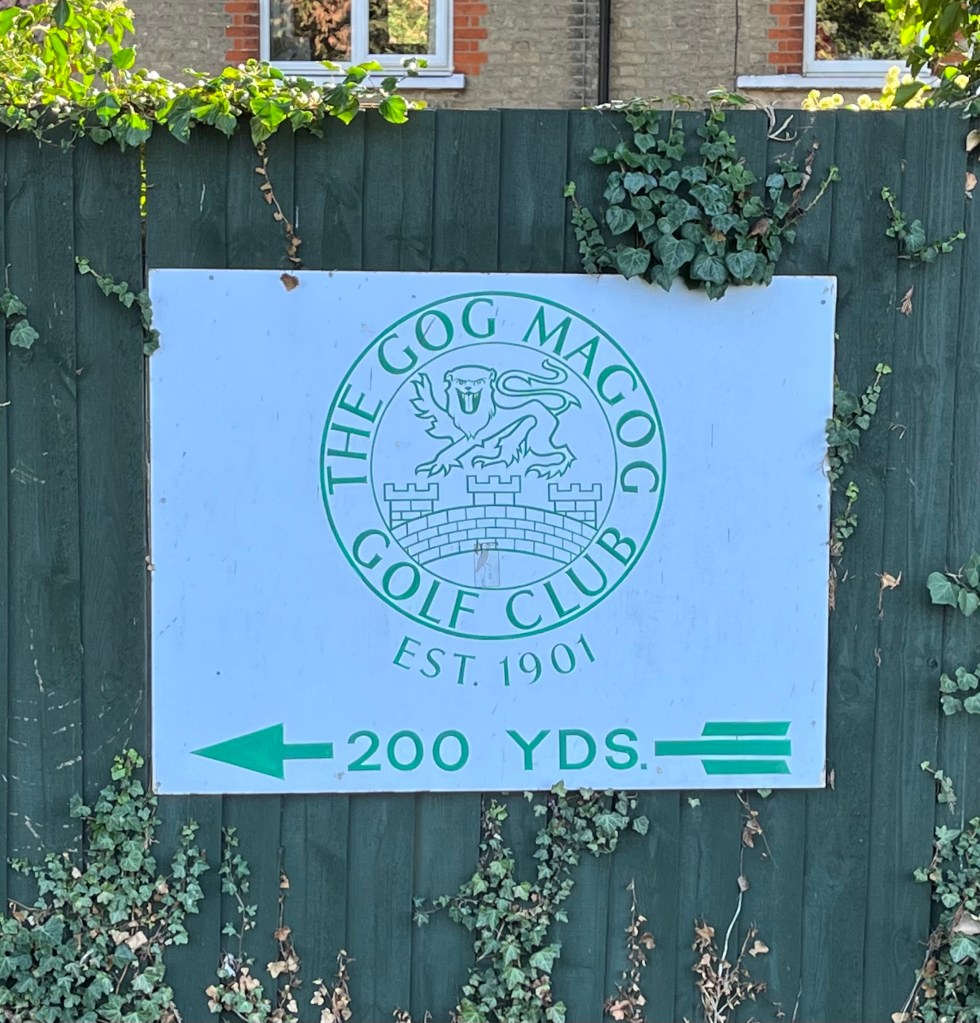 THE GOG MAGOG
GOLF CLUB
EST. 1901
200 YDS.